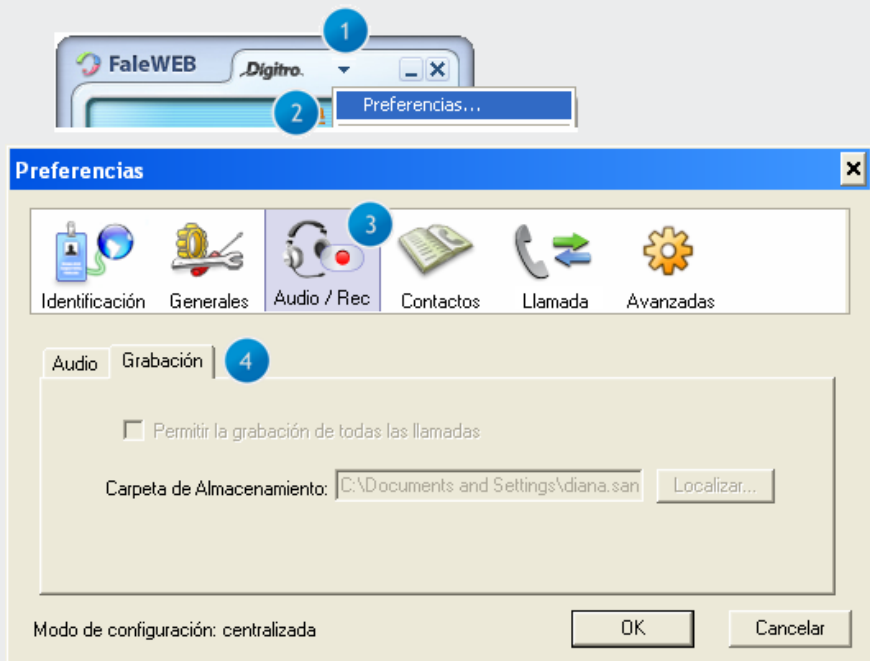 1
FaleWEB Dígitro.
2 Preferencias...
Preferencias
3
Identificación Generales Audio / Rec Contactos Llamada Avanzadas
Audio Grabación 4
Permitir la grabación de todas las llamadas
Carpeta de Almacenamiento: C:\Documents and Settings\diana.san Localizar...
Modo de configuración: centralizada OK Cancelar